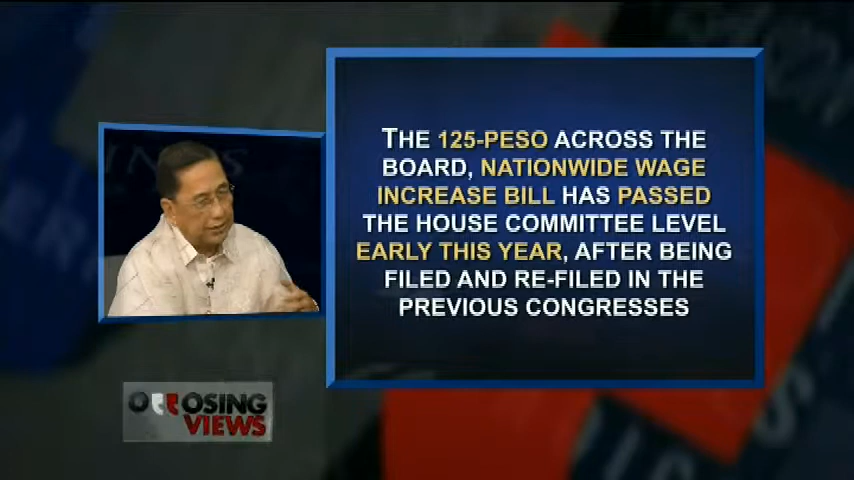 THE 125-PESO ACROSS THE
BOARD, NATIONWIDE WAGE
INCREASE BILL HAS PASSED
THE HOUSE COMMITTEE LEVEL
EARLY THIS YEAR, AFTER BEING
FILED AND RE-FILED IN THE
PREVIOUS CONGRESSES
OPPOSING
VIEWS